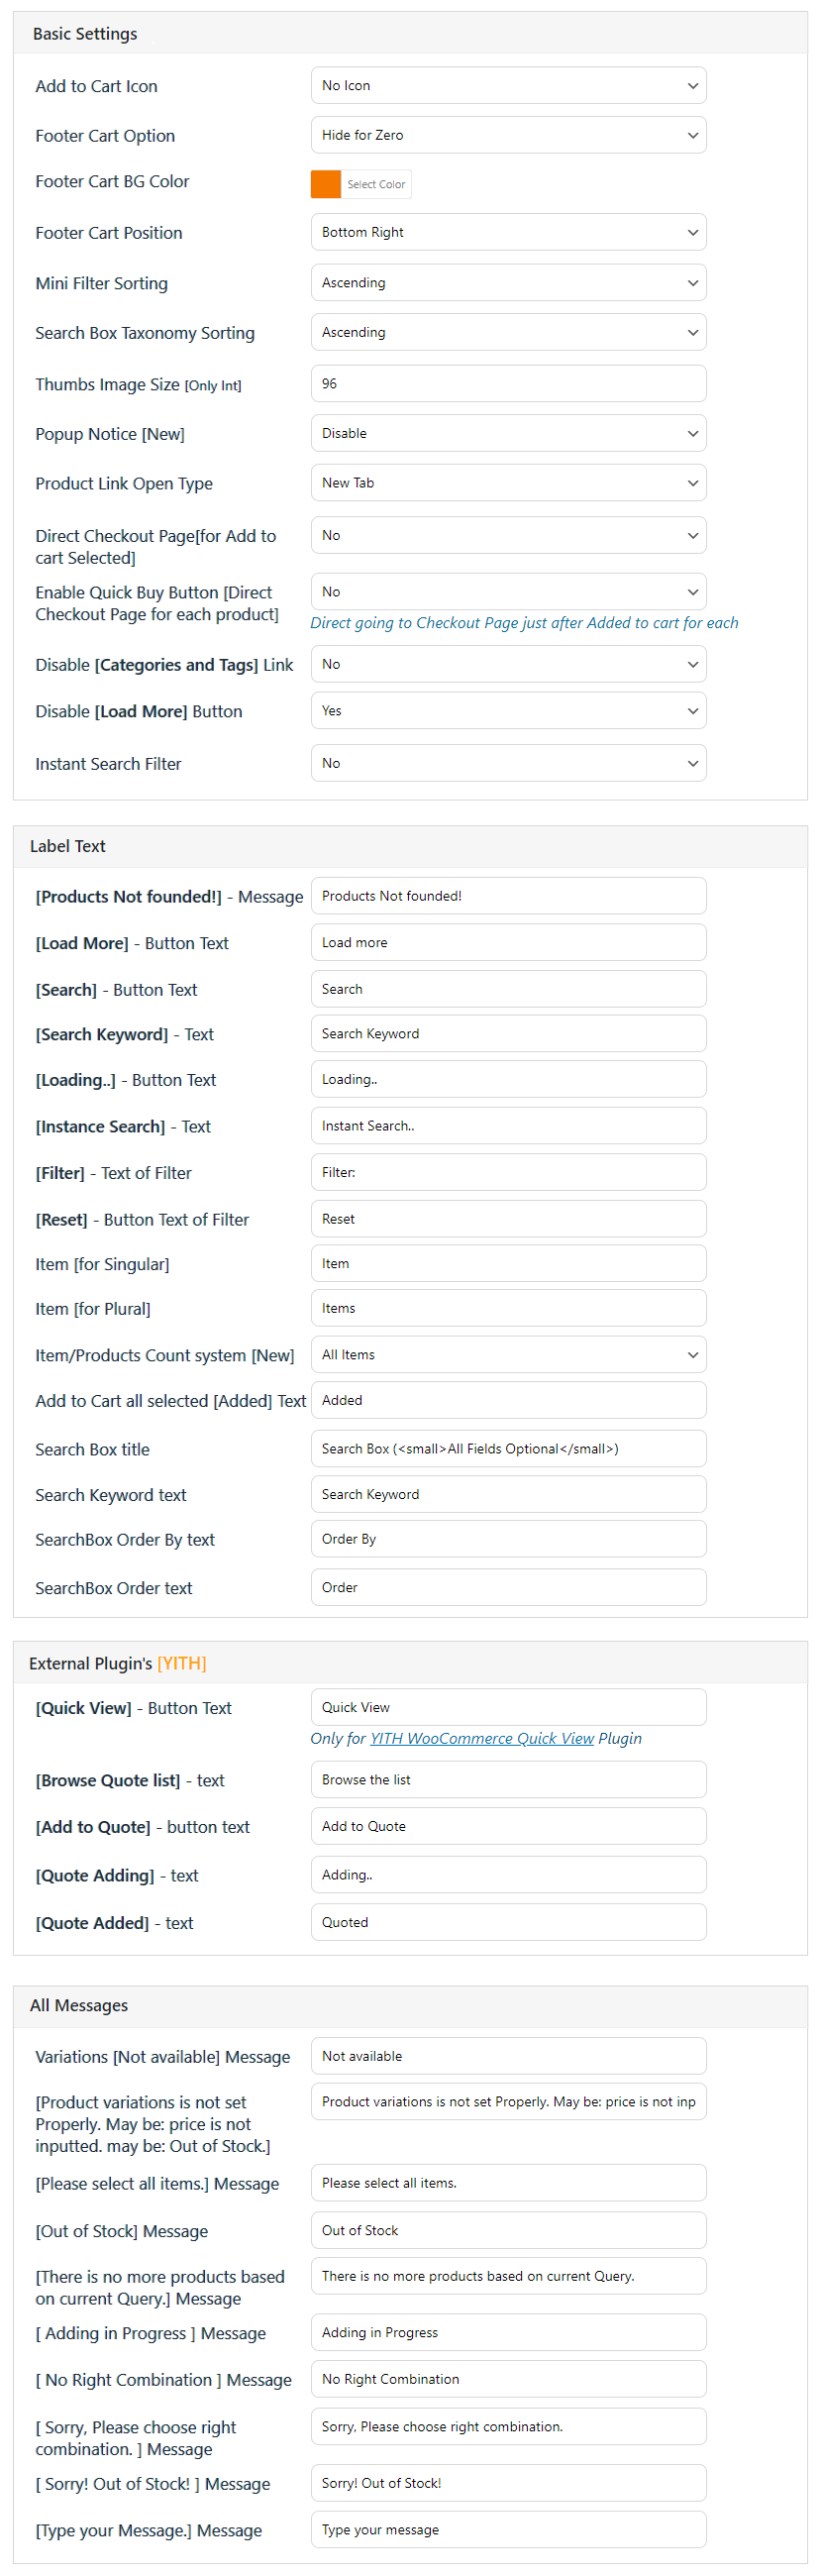 Basic Settings
Add to Cart Icon
No Icon
Footer Cart Option
Hide for Zero
Footer Cart BG Color
Select Color
Footer Cart Position
Bottom Right
Mini Filter Sorting
Ascending
Search Box Taxonomy Sorting
Ascending
Thumbs Image Size [Only Int]
96
Popup Notice [New]
Disable
Product Link Open Type
New Tab
Direct Checkout Page[for Add to
cart Selected]
No
Enable Quick Buy Button [Direct
Checkout Page for each product]
No
Direct going to Checkout Page just after Added to cart for each
Disable [Categories and Tags] Link
No
Disable [Load More] Button
Yes
Instant Search Filter
No
Label Text
[Products Not founded!] - Message
Products Not founded!
[Load More] - Button Text
Load more
[Search] - Button Text
Search
[Search Keyword] - Text
Search Keyword
[Loading..] - Button Text
Loading..
[Instance Search] - Text
Instant Search..
[Filter] - Text of Filter
Filter:
[Reset] - Button Text of Filter
Reset
Item [for Singular]
Item
Item [for Plural]
Items
Item/Products Count system [New]
All Items
Add to Cart all selected [Added] Text
Added
Search Box title
Search Box (<small>All Fields Optional</small>)
Search Keyword text
Search Keyword
SearchBox Order By text
Order By
SearchBox Order text
Order
External Plugin's [YITH]
[Quick View] - Button Text
Quick View
Only for YITH WooCommerce Quick View Plugin
[Browse Quote list] - text
Browse the list
[Add to Quote] - button text
Add to Quote
[Quote Adding] - text
Adding..
[Quote Added] - text
Quoted
All Messages
Variations [Not available] Message
Not available
[Product variations is not set
Properly. May be: price is not
inputted. may be: Out of Stock.]
Product variations is not set Properly. May be: price is not inp
[Please select all items.] Message
Please select all items.
[Out of Stock] Message
Out of Stock
[There is no more products based
on current Query.] Message
There is no more products based on current Query.
[ Adding in Progress ] Message
Adding in Progress
[ No Right Combination ] Message
No Right Combination
[ Sorry, Please choose right
combination. ] Message
Sorry, Please choose right combination.
[ Sorry! Out of Stock! ] Message
Sorry! Out of Stock!
[Type your Message.] Message
Type your message